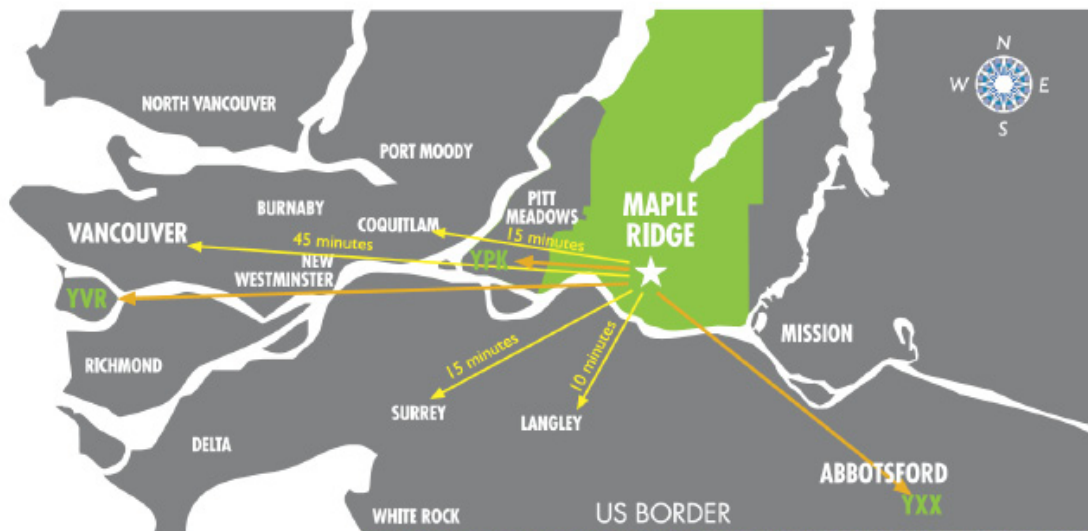 N
W
E
S
NORTH VANCOUVER
PORT MOODY
BURNABY
COQUITLAM
PITT
MEADOWS
MAPLE
RIDGE
VANCOUVER
45 minutes
15 minutes
NEW
WESTMINSTER
YPK
YVR
RICHMOND
MISSION
15 minutes
10 minutes
SURREY
LANGLEY
DELTA
ABBOTSFORD
YXX
WHITE ROCK
US BORDER